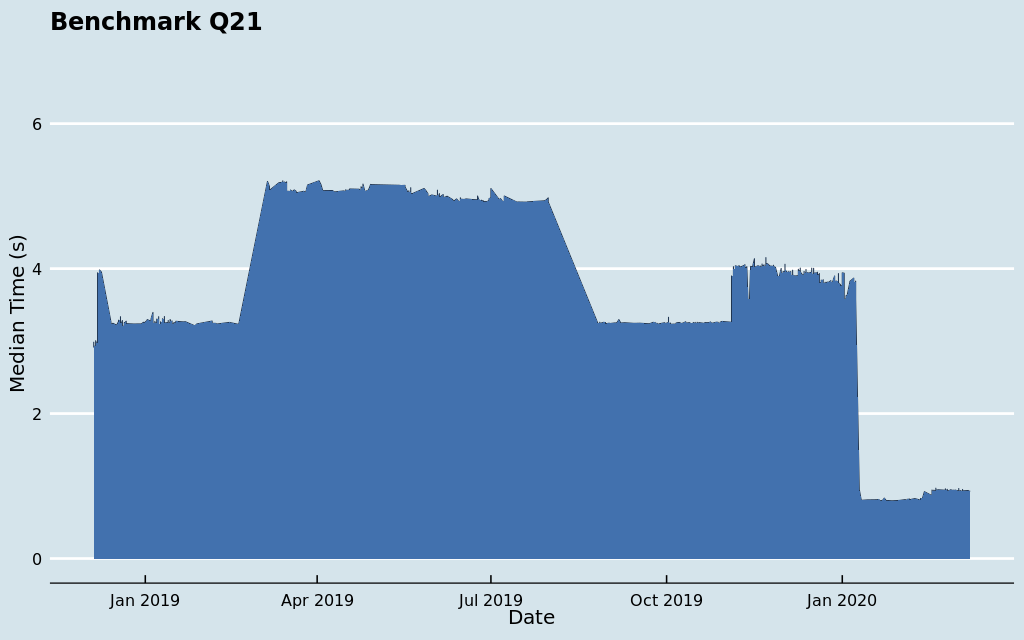 Benchmark Q21
6
4
2
0
Median Time (s)
Jan 2019
Apr 2019
Jul 2019
Oct 2019
Jan 2020
Date